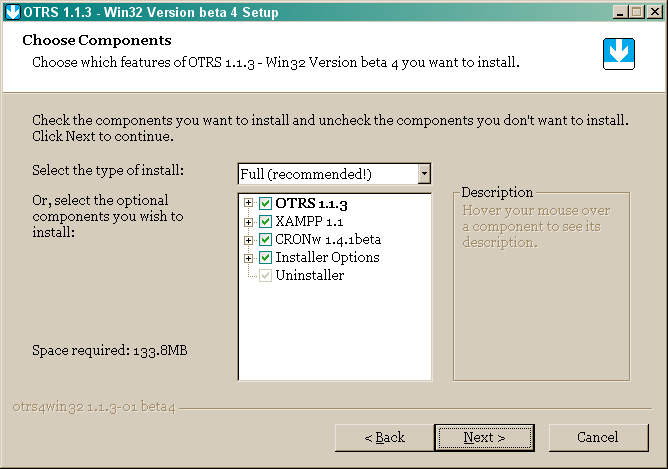 OTRS 1.1.3 - Win32 Version beta 4 Setup
Choose Components
Choose which features of OTRS 1.1.3 - Win32 Version beta 4 you want to install.
Check the components you want to install and uncheck the components you don't want to install.
Click Next to continue.
Select the type of install:
Full (recommended!)
Or, select the optional
components you wish to
install:
OTRS 1.1.3
XAMPP 1.1
CRONw 1.4.1beta
Installer Options
Uninstaller
Description
Hover your mouse over
a component to see its
description.
Space required: 133.8MB
otrs4win32 1.1.3-01 beta4
< Back
Next >
Cancel